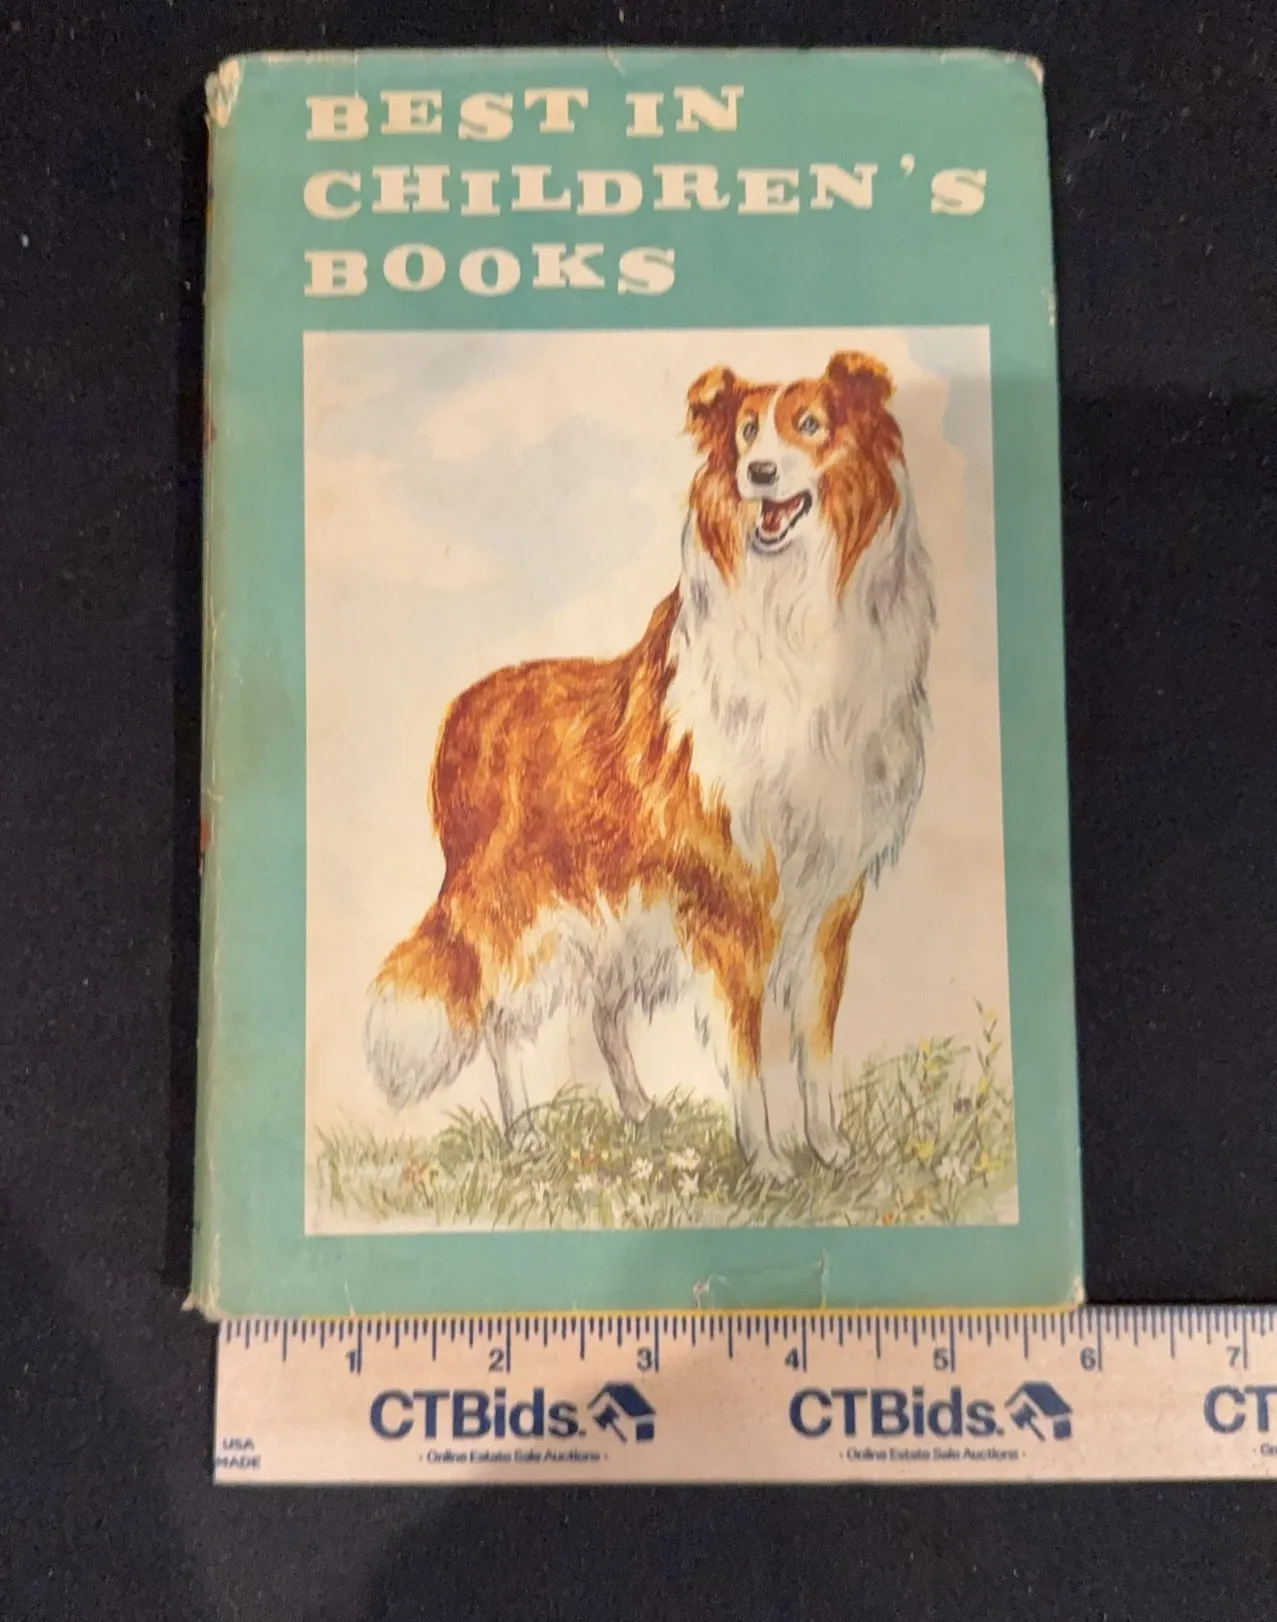 BEST IN
CHILDREN'S
BOOKS
1 2 3 4 5 6 7
CTBids. CTBids. CT
USA
MADE
- Online Estate Sale Auctions - - Online Estate Sale Auctions -